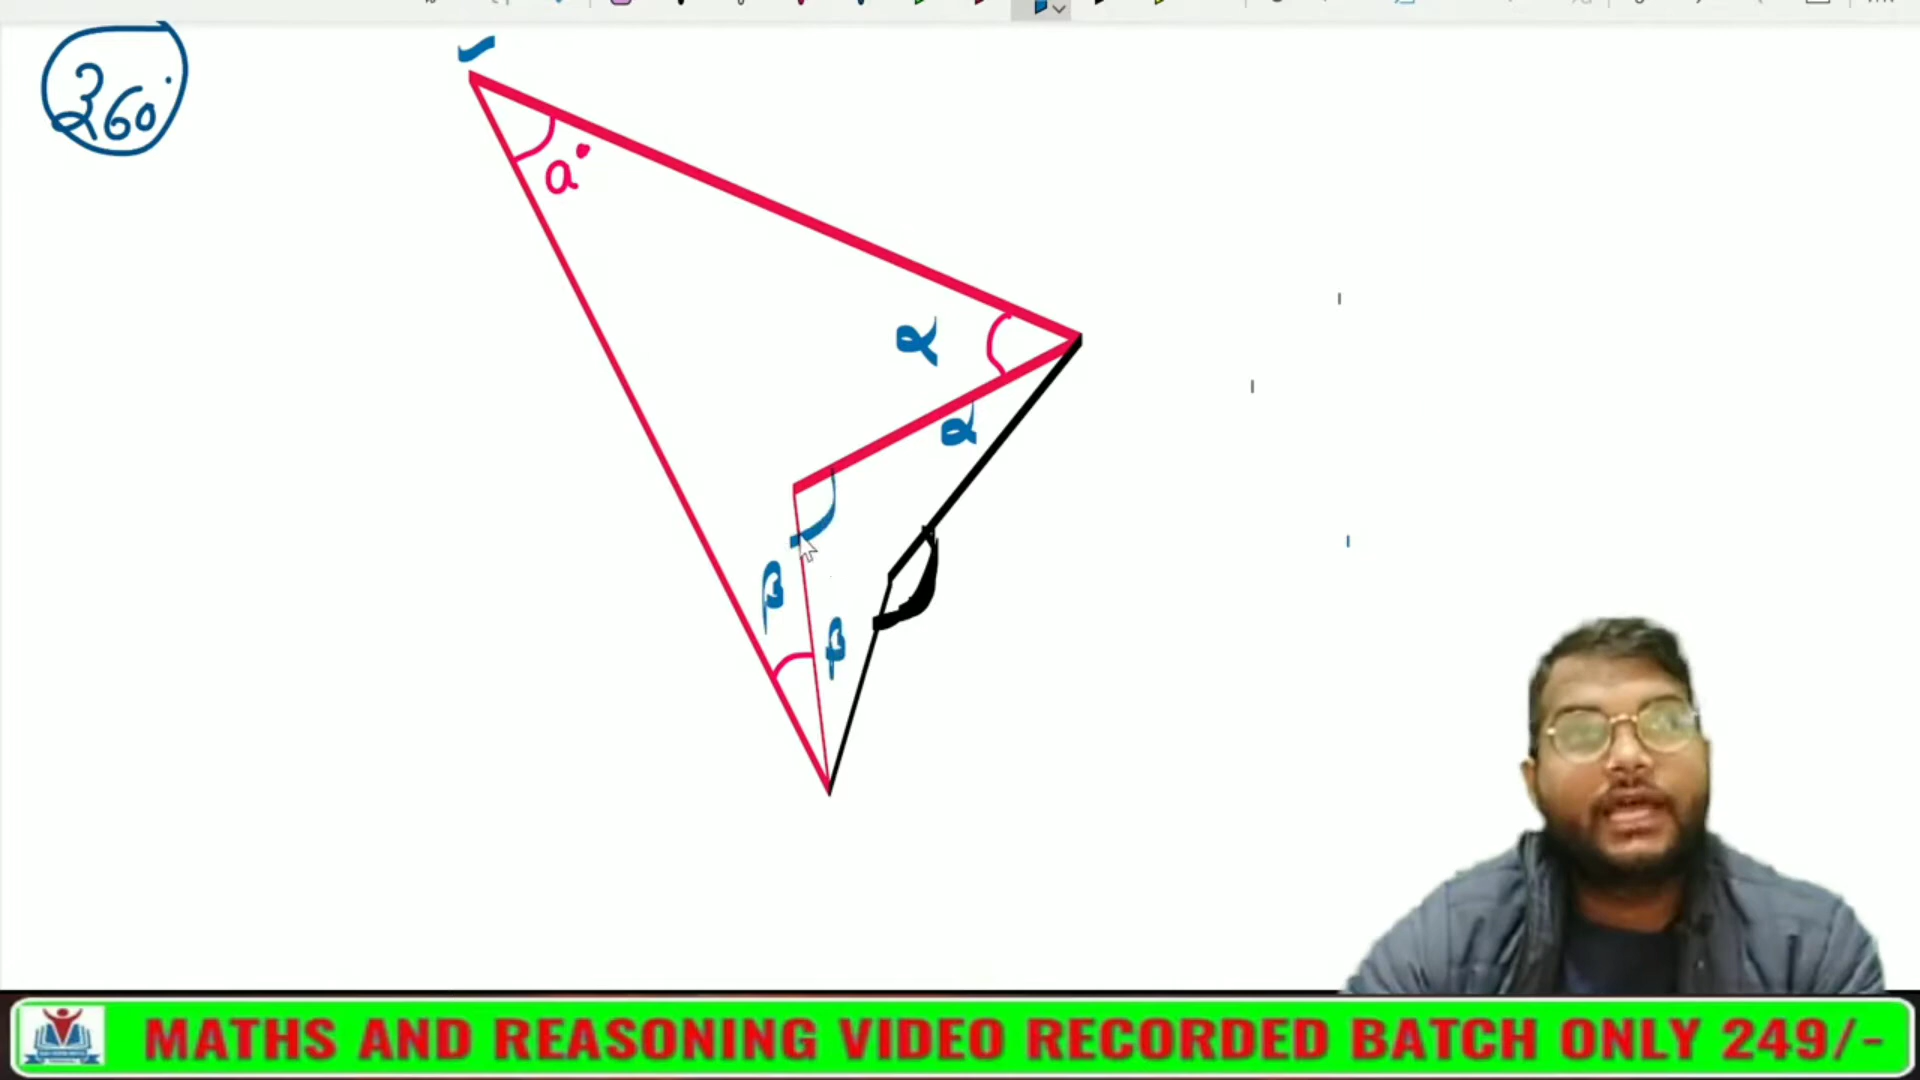 360°
a°
α
α
β
β
MATHS AND REASONING VIDEO RECORDED BATCH ONLY 249/-